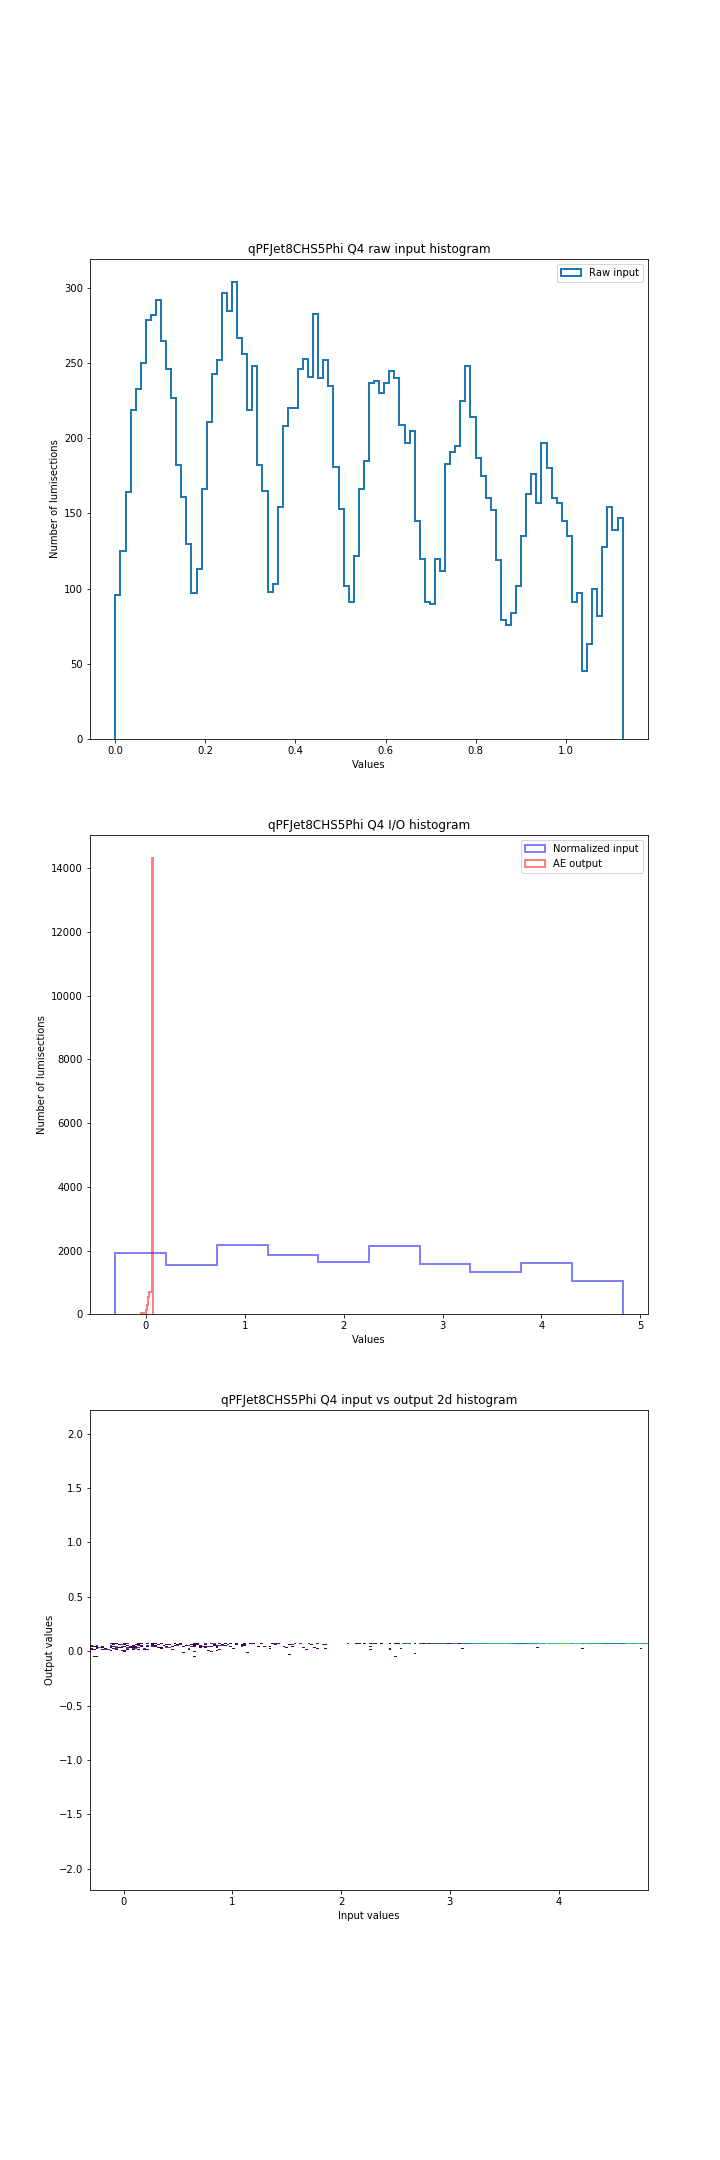 qPFJet8CHS5Phi Q4 raw input histogram
Raw input
300
250
200
150
100
50
0
Number of lumisections
0.0 0.2 0.4 0.6 0.8 1.0
Values
qPFJet8CHS5Phi Q4 I/O histogram
Normalized input
AE output
14000
12000
10000
8000
6000
4000
2000
0
Number of lumisections
0 1 2 3 4 5
Values
qPFJet8CHS5Phi Q4 input vs output 2d histogram
2.0
1.5
1.0
0.5
0.0
−0.5
−1.0
−1.5
−2.0
Output values
0 1 2 3 4
Input values